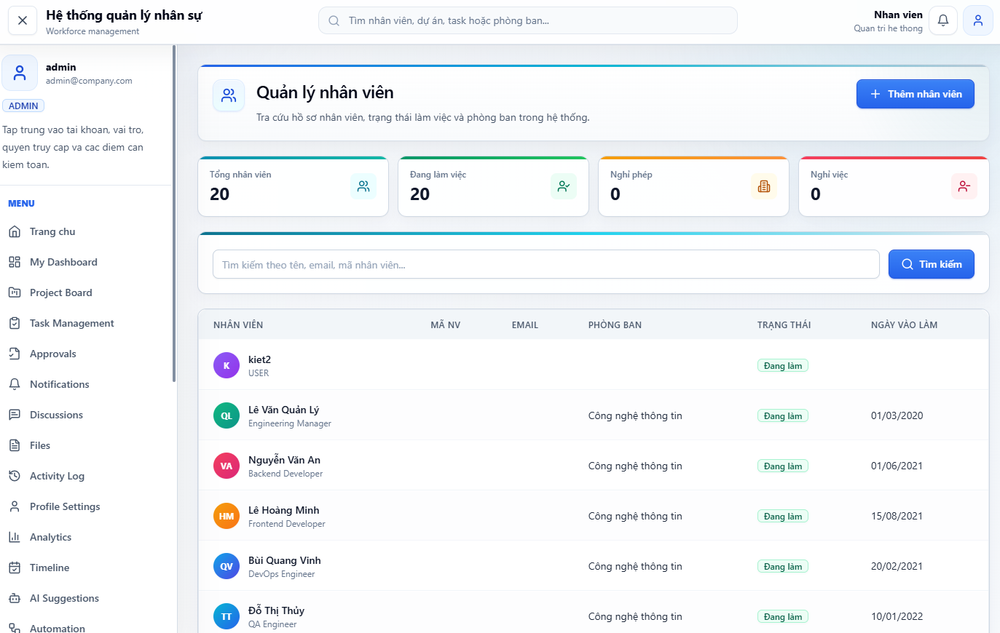 Hệ thống quản lý nhân sự
Workforce management
Tìm nhân viên, dự án, task hoặc phòng ban...
Nhan vien
Quan tri he thong
admin
admin@company.com
ADMIN
Tap trung vao tai khoan, vai tro,
quyen truy cap va cac diem can
kiem toan.
MENU
Trang chu
My Dashboard
Project Board
Task Management
Approvals
Notifications
Discussions
Files
Activity Log
Profile Settings
Analytics
Timeline
AI Suggestions
Automation
Quản lý nhân viên
Tra cứu hồ sơ nhân viên, trạng thái làm việc và phòng ban trong hệ thống.
Thêm nhân viên
Tổng nhân viên
20
Đang làm việc
20
Nghỉ phép
0
Nghỉ việc
0
Tìm kiếm theo tên, email, mã nhân viên...
Tìm kiếm
NHÂN VIÊN MÃ NV EMAIL PHÒNG BAN TRẠNG THÁI NGÀY VÀO LÀM
K kiet2 Đang làm
USER
QL Lê Văn Quản Lý Công nghệ thông tin Đang làm 01/03/2020
Engineering Manager
VA Nguyễn Văn An Công nghệ thông tin Đang làm 01/06/2021
Backend Developer
HM Lê Hoàng Minh Công nghệ thông tin Đang làm 15/08/2021
Frontend Developer
QV Bùi Quang Vinh Công nghệ thông tin Đang làm 20/02/2021
DevOps Engineer
TT Đỗ Thị Thủy Công nghệ thông tin Đang làm 10/01/2022
QA Engineer